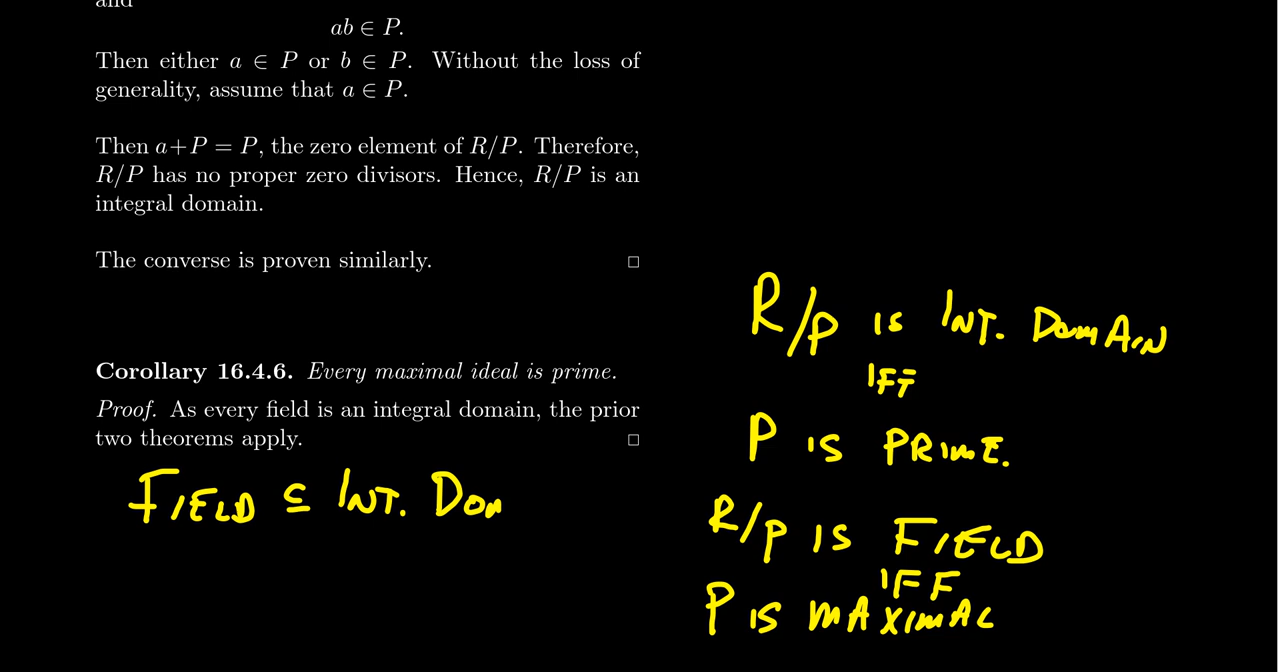 and
ab ∈ P.
Then either a ∈ P or b ∈ P. Without the loss of
generality, assume that a ∈ P.
Then a+P = P, the zero element of R/P. Therefore,
R/P has no proper zero divisors. Hence, R/P is an
integral domain.
The converse is proven similarly. □
Corollary 16.4.6. Every maximal ideal is prime.
Proof. As every field is an integral domain, the prior
two theorems apply. □
FIELD ⊆ INT. DOM
R/P IS INT. DOMAIN
IFF
P IS PRIME.
R/P IS FIELD
IFF
P IS MAXIMAL